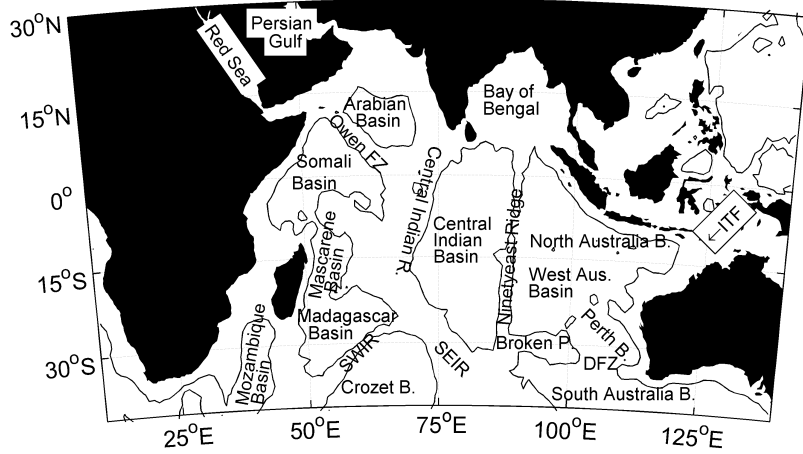 30°N
Persian
Gulf
Red Sea
15°N
Arabian
Basin
Bay of
Bengal
Owen FZ
Somali
Basin
Central Indian R.
0°
Mascarene
Basin
Central
Indian
Basin
Ninetyeast Ridge
North Australia B.
←ITF
15°S
West Aus.
Basin
Madagascar
Basin
Mozambique
Basin
SWIR
SEIR
Broken P.
Perth B.
DFZ
30°S
Crozet B.
South Australia B.
25°E
50°E
75°E
100°E
125°E